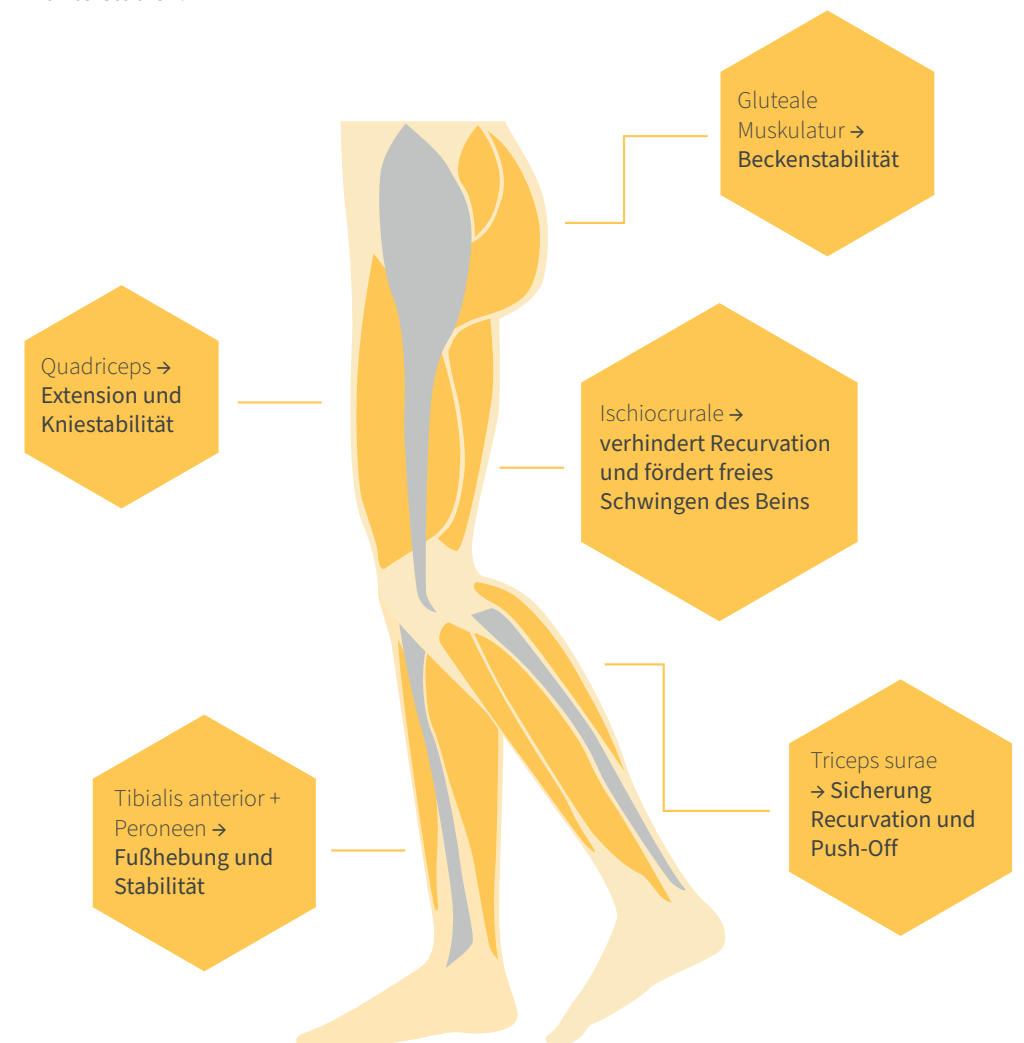 Gluteale
Muskulatur →
Beckenstabilität
Quadriceps →
Extension und
Kniestabilität
Ischiocrurale →
verhindert Recurvation
und fördert freies
Schwingen des Beins
Triceps surae
→ Sicherung
Recurvation und
Push-Off
Tibialis anterior +
Peroneen →
Fußhebung und
Stabilität